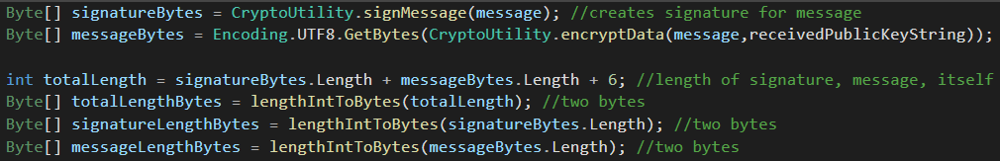 Byte[] signatureBytes = CryptoUtility.signMessage(message); //creates signature for message
Byte[] messageBytes = Encoding.UTF8.GetBytes(CryptoUtility.encryptData(message,receivedPublicKeyString));
int totalLength = signatureBytes.Length + messageBytes.Length + 6; //length of signature, message, itself
Byte[] totalLengthBytes = lengthIntToBytes(totalLength); //two bytes
Byte[] signatureLengthBytes = lengthIntToBytes(signatureBytes.Length); //two bytes
Byte[] messageLengthBytes = lengthIntToBytes(messageBytes.Length); //two bytes